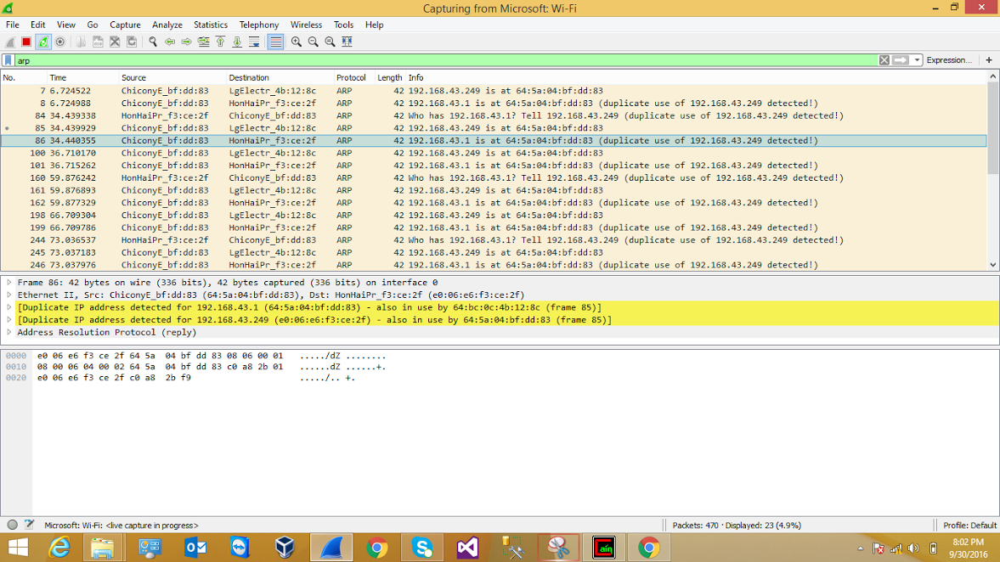 Capturing from Microsoft: Wi-Fi
File Edit View Go Capture Analyze Statistics Telephony Wireless Tools Help
arp Expression... +
No. Time Source Destination Protocol Length Info
7 6.724522 ChiconyE_bf:dd:83 LgElectr_4b:12:8c ARP 42 192.168.43.249 is at 64:5a:04:bf:dd:83
8 6.724988 ChiconyE_bf:dd:83 HonHaiPr_f3:ce:2f ARP 42 192.168.43.1 is at 64:5a:04:bf:dd:83 (duplicate use of 192.168.43.249 detected!)
84 34.439338 HonHaiPr_f3:ce:2f ChiconyE_bf:dd:83 ARP 42 Who has 192.168.43.1? Tell 192.168.43.249 (duplicate use of 192.168.43.249 detected!)
85 34.439929 ChiconyE_bf:dd:83 LgElectr_4b:12:8c ARP 42 192.168.43.249 is at 64:5a:04:bf:dd:83
86 34.440355 ChiconyE_bf:dd:83 HonHaiPr_f3:ce:2f ARP 42 192.168.43.1 is at 64:5a:04:bf:dd:83 (duplicate use of 192.168.43.249 detected!)
100 36.710170 ChiconyE_bf:dd:83 LgElectr_4b:12:8c ARP 42 192.168.43.249 is at 64:5a:04:bf:dd:83
101 36.715262 ChiconyE_bf:dd:83 HonHaiPr_f3:ce:2f ARP 42 192.168.43.1 is at 64:5a:04:bf:dd:83 (duplicate use of 192.168.43.249 detected!)
160 59.876242 HonHaiPr_f3:ce:2f ChiconyE_bf:dd:83 ARP 42 Who has 192.168.43.1? Tell 192.168.43.249 (duplicate use of 192.168.43.249 detected!)
161 59.876893 ChiconyE_bf:dd:83 LgElectr_4b:12:8c ARP 42 192.168.43.249 is at 64:5a:04:bf:dd:83
162 59.877329 ChiconyE_bf:dd:83 HonHaiPr_f3:ce:2f ARP 42 192.168.43.1 is at 64:5a:04:bf:dd:83 (duplicate use of 192.168.43.249 detected!)
198 66.709304 ChiconyE_bf:dd:83 LgElectr_4b:12:8c ARP 42 192.168.43.249 is at 64:5a:04:bf:dd:83
199 66.709786 ChiconyE_bf:dd:83 HonHaiPr_f3:ce:2f ARP 42 192.168.43.1 is at 64:5a:04:bf:dd:83 (duplicate use of 192.168.43.249 detected!)
244 73.036537 HonHaiPr_f3:ce:2f ChiconyE_bf:dd:83 ARP 42 Who has 192.168.43.1? Tell 192.168.43.249 (duplicate use of 192.168.43.249 detected!)
245 73.037183 ChiconyE_bf:dd:83 LgElectr_4b:12:8c ARP 42 192.168.43.249 is at 64:5a:04:bf:dd:83
246 73.037976 ChiconyE_bf:dd:83 HonHaiPr_f3:ce:2f ARP 42 192.168.43.1 is at 64:5a:04:bf:dd:83 (duplicate use of 192.168.43.249 detected!)
Frame 86: 42 bytes on wire (336 bits), 42 bytes captured (336 bits) on interface 0
Ethernet II, Src: ChiconyE_bf:dd:83 (64:5a:04:bf:dd:83), Dst: HonHaiPr_f3:ce:2f (e0:06:e6:f3:ce:2f)
[Duplicate IP address detected for 192.168.43.1 (64:5a:04:bf:dd:83) - also in use by 64:bc:0c:4b:12:8c (frame 85)]
[Duplicate IP address detected for 192.168.43.249 (e0:06:e6:f3:ce:2f) - also in use by 64:5a:04:bf:dd:83 (frame 85)]
Address Resolution Protocol (reply)
0000 e0 06 e6 f3 ce 2f 64 5a 04 bf dd 83 08 06 00 01 ...../dZ ........
0010 08 00 06 04 00 02 64 5a 04 bf dd 83 c0 a8 2b 01 ......dZ ......+.
0020 e0 06 e6 f3 ce 2f c0 a8 2b f9 ...../.. +.
Microsoft: Wi-Fi: <live capture in progress> Packets: 470 · Displayed: 23 (4.9%) Profile: Default
8:02 PM
9/30/2016